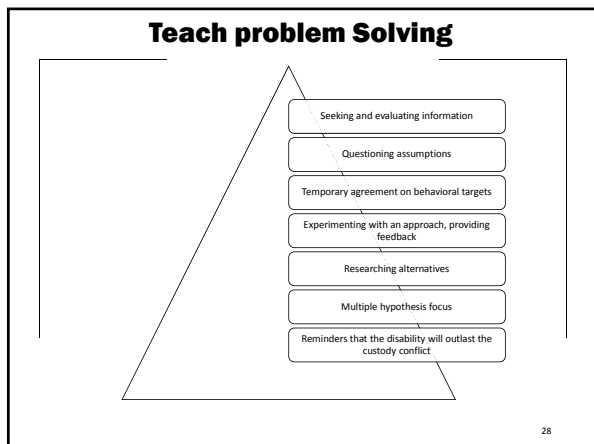 Teach problem Solving
Seeking and evaluating information
Questioning assumptions
Temporary agreement on behavioral targets
Experimenting with an approach, providing
feedback
Researching alternatives
Multiple hypothesis focus
Reminders that the disability will outlast the
custody conflict
28